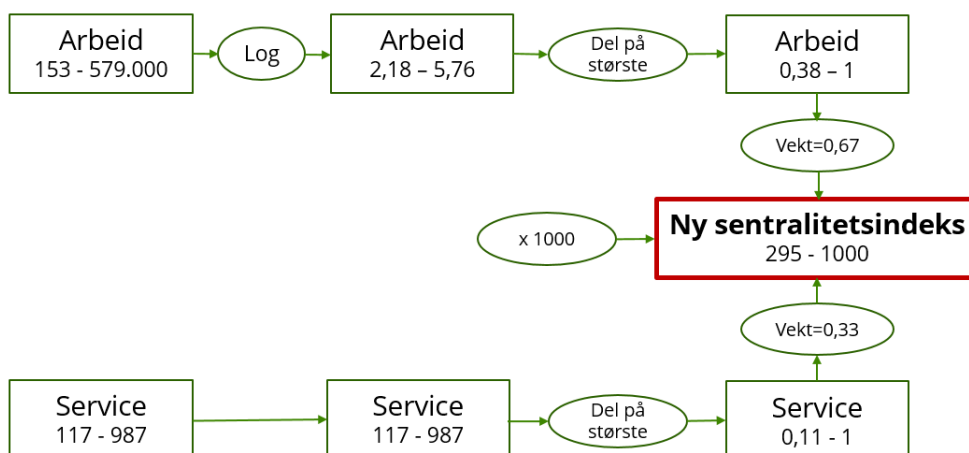 Arbeid
153 - 579.000
Log
Arbeid
2,18 – 5,76
Del på
største
Arbeid
0,38 – 1
Vekt=0,67
x 1000
Ny sentralitetsindeks
295 - 1000
Vekt=0,33
Service
117 - 987
Service
117 - 987
Del på
største
Service
0,11 - 1